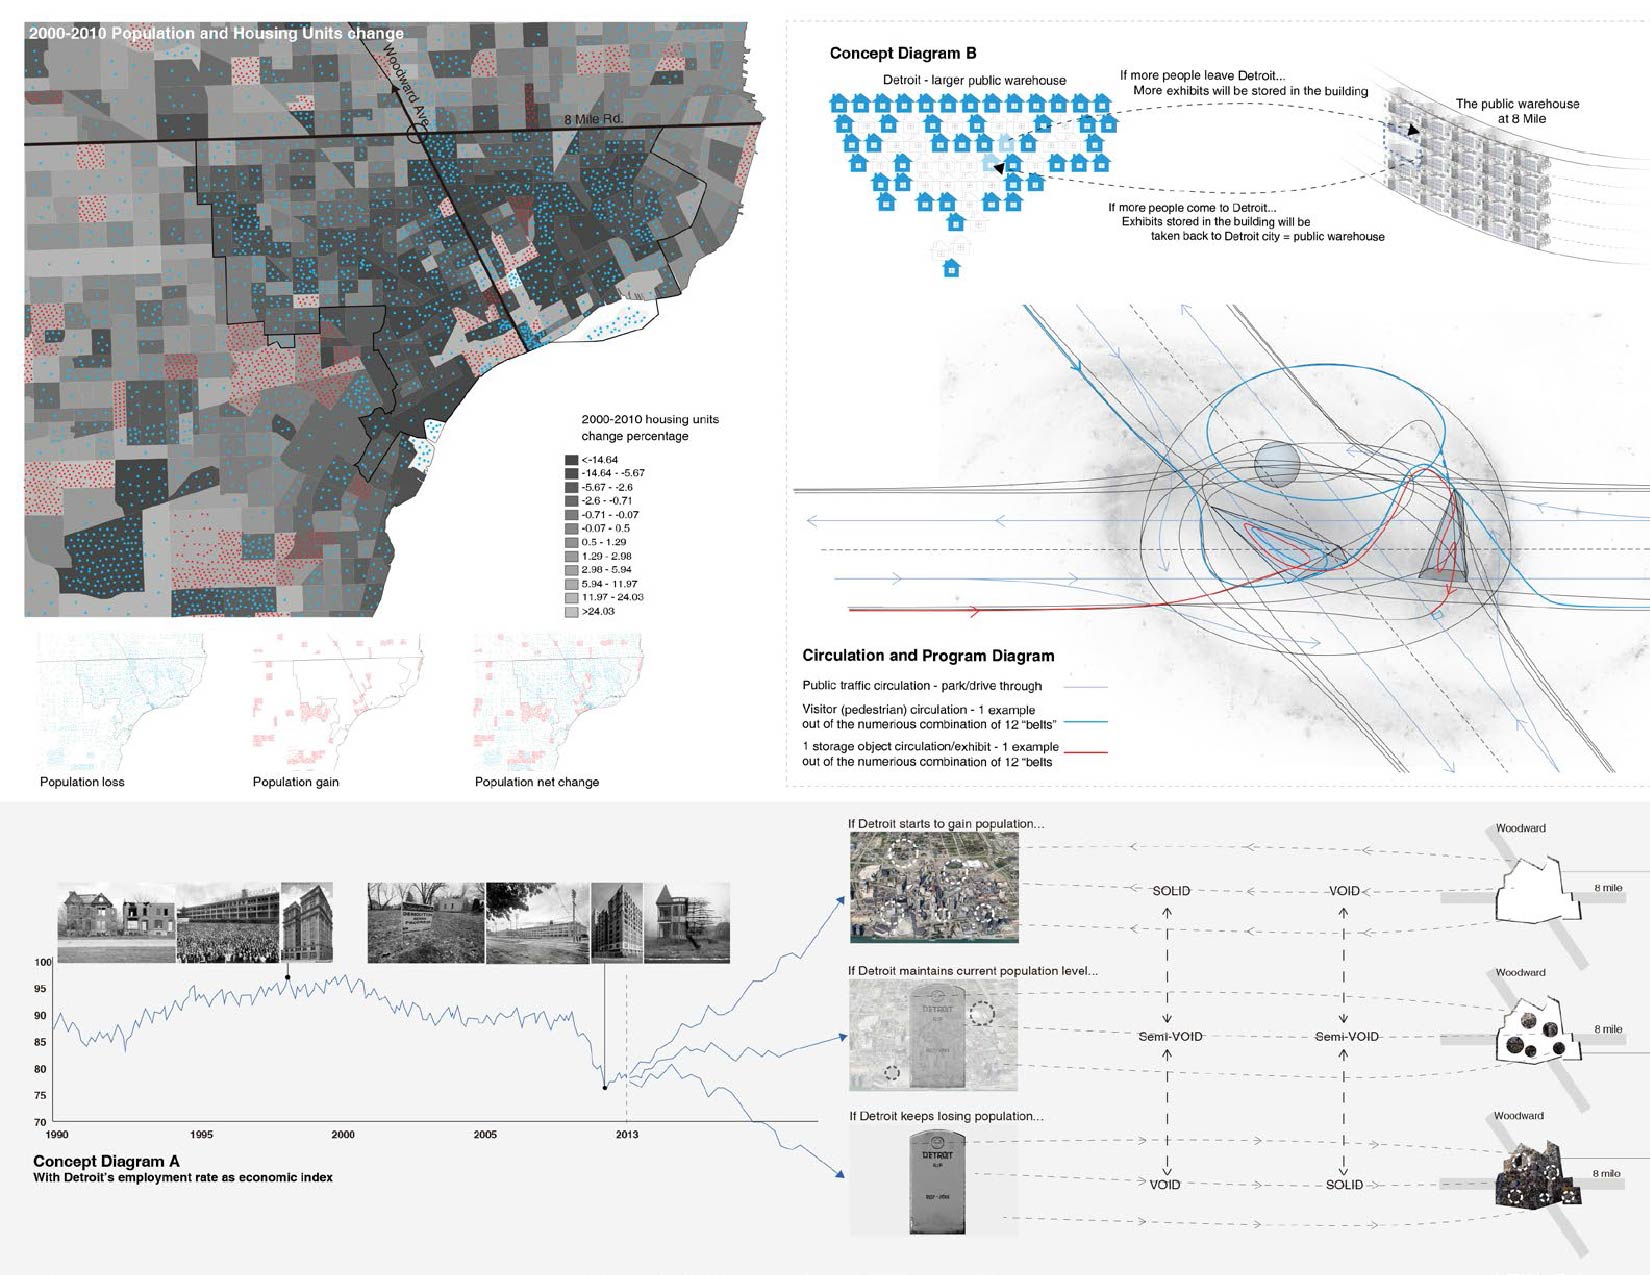 2000-2010 Population and Housing Units change
Woodward Ave.
8 Mile Rd.
2000-2010 housing units
change percentage
<-14.64
-14.64 - -5.67
-5.67 - -2.6
-2.6 - -0.71
-0.71 - -0.07
-0.07 - 0.5
0.5 - 1.29
1.29 - 2.98
2.98 - 5.94
5.94 - 11.97
11.97 - 24.03
>24.03
Population loss
Population gain
Population net change
Concept Diagram B
Detroit - larger public warehouse
If more people leave Detroit...
More exhibits will be stored in the building
The public warehouse
at 8 Mile
If more people come to Detroit...
Exhibits stored in the building will be
taken back to Detroit city = public warehouse
Circulation and Program Diagram
Public traffic circulation - park/drive through
Visitor (pedestrian) circulation - 1 example
out of the numerious combination of 12 "belts"
1 storage object circulation/exhibit - 1 example
out of the numerious combination of 12 "belts
100
95
90
85
80
75
70
1990
1995
2000
2005
2013
Concept Diagram A
With Detroit's employment rate as economic index
If Detroit starts to gain population...
SOLID
VOID
Woodward
8 mile
If Detroit maintains current population level...
DETROIT
Semi-VOID
Semi-VOID
Woodward
8 mile
If Detroit keeps losing population...
DETROIT
VOID
SOLID
Woodward
8 mile